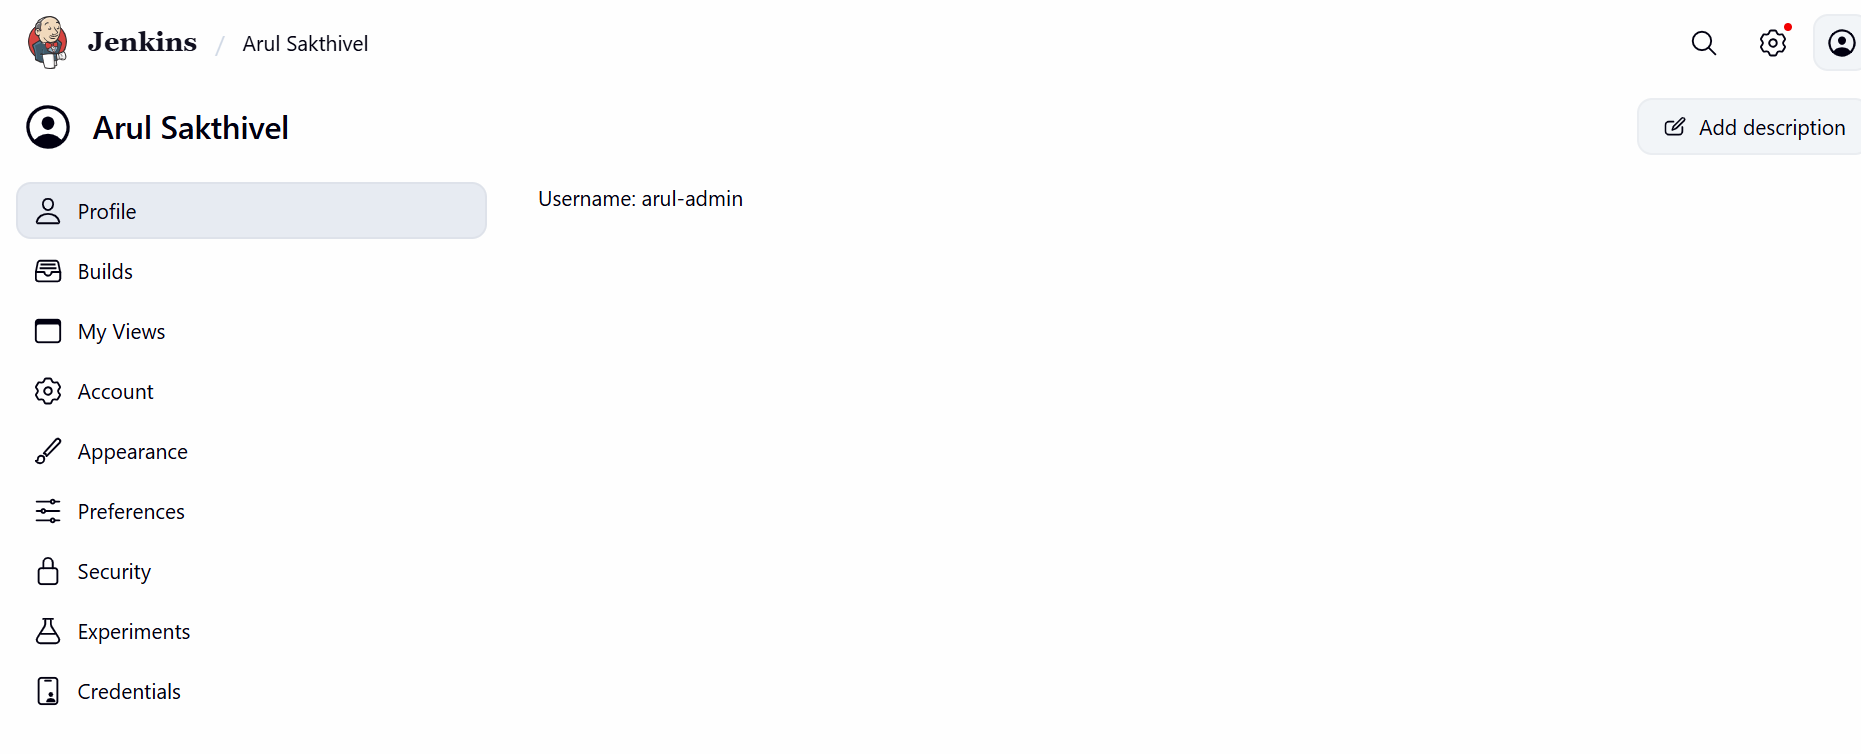 Jenkins / Arul Sakthivel
Arul Sakthivel
Add description
Profile
Username: arul-admin
Builds
My Views
Account
Appearance
Preferences
Security
Experiments
Credentials